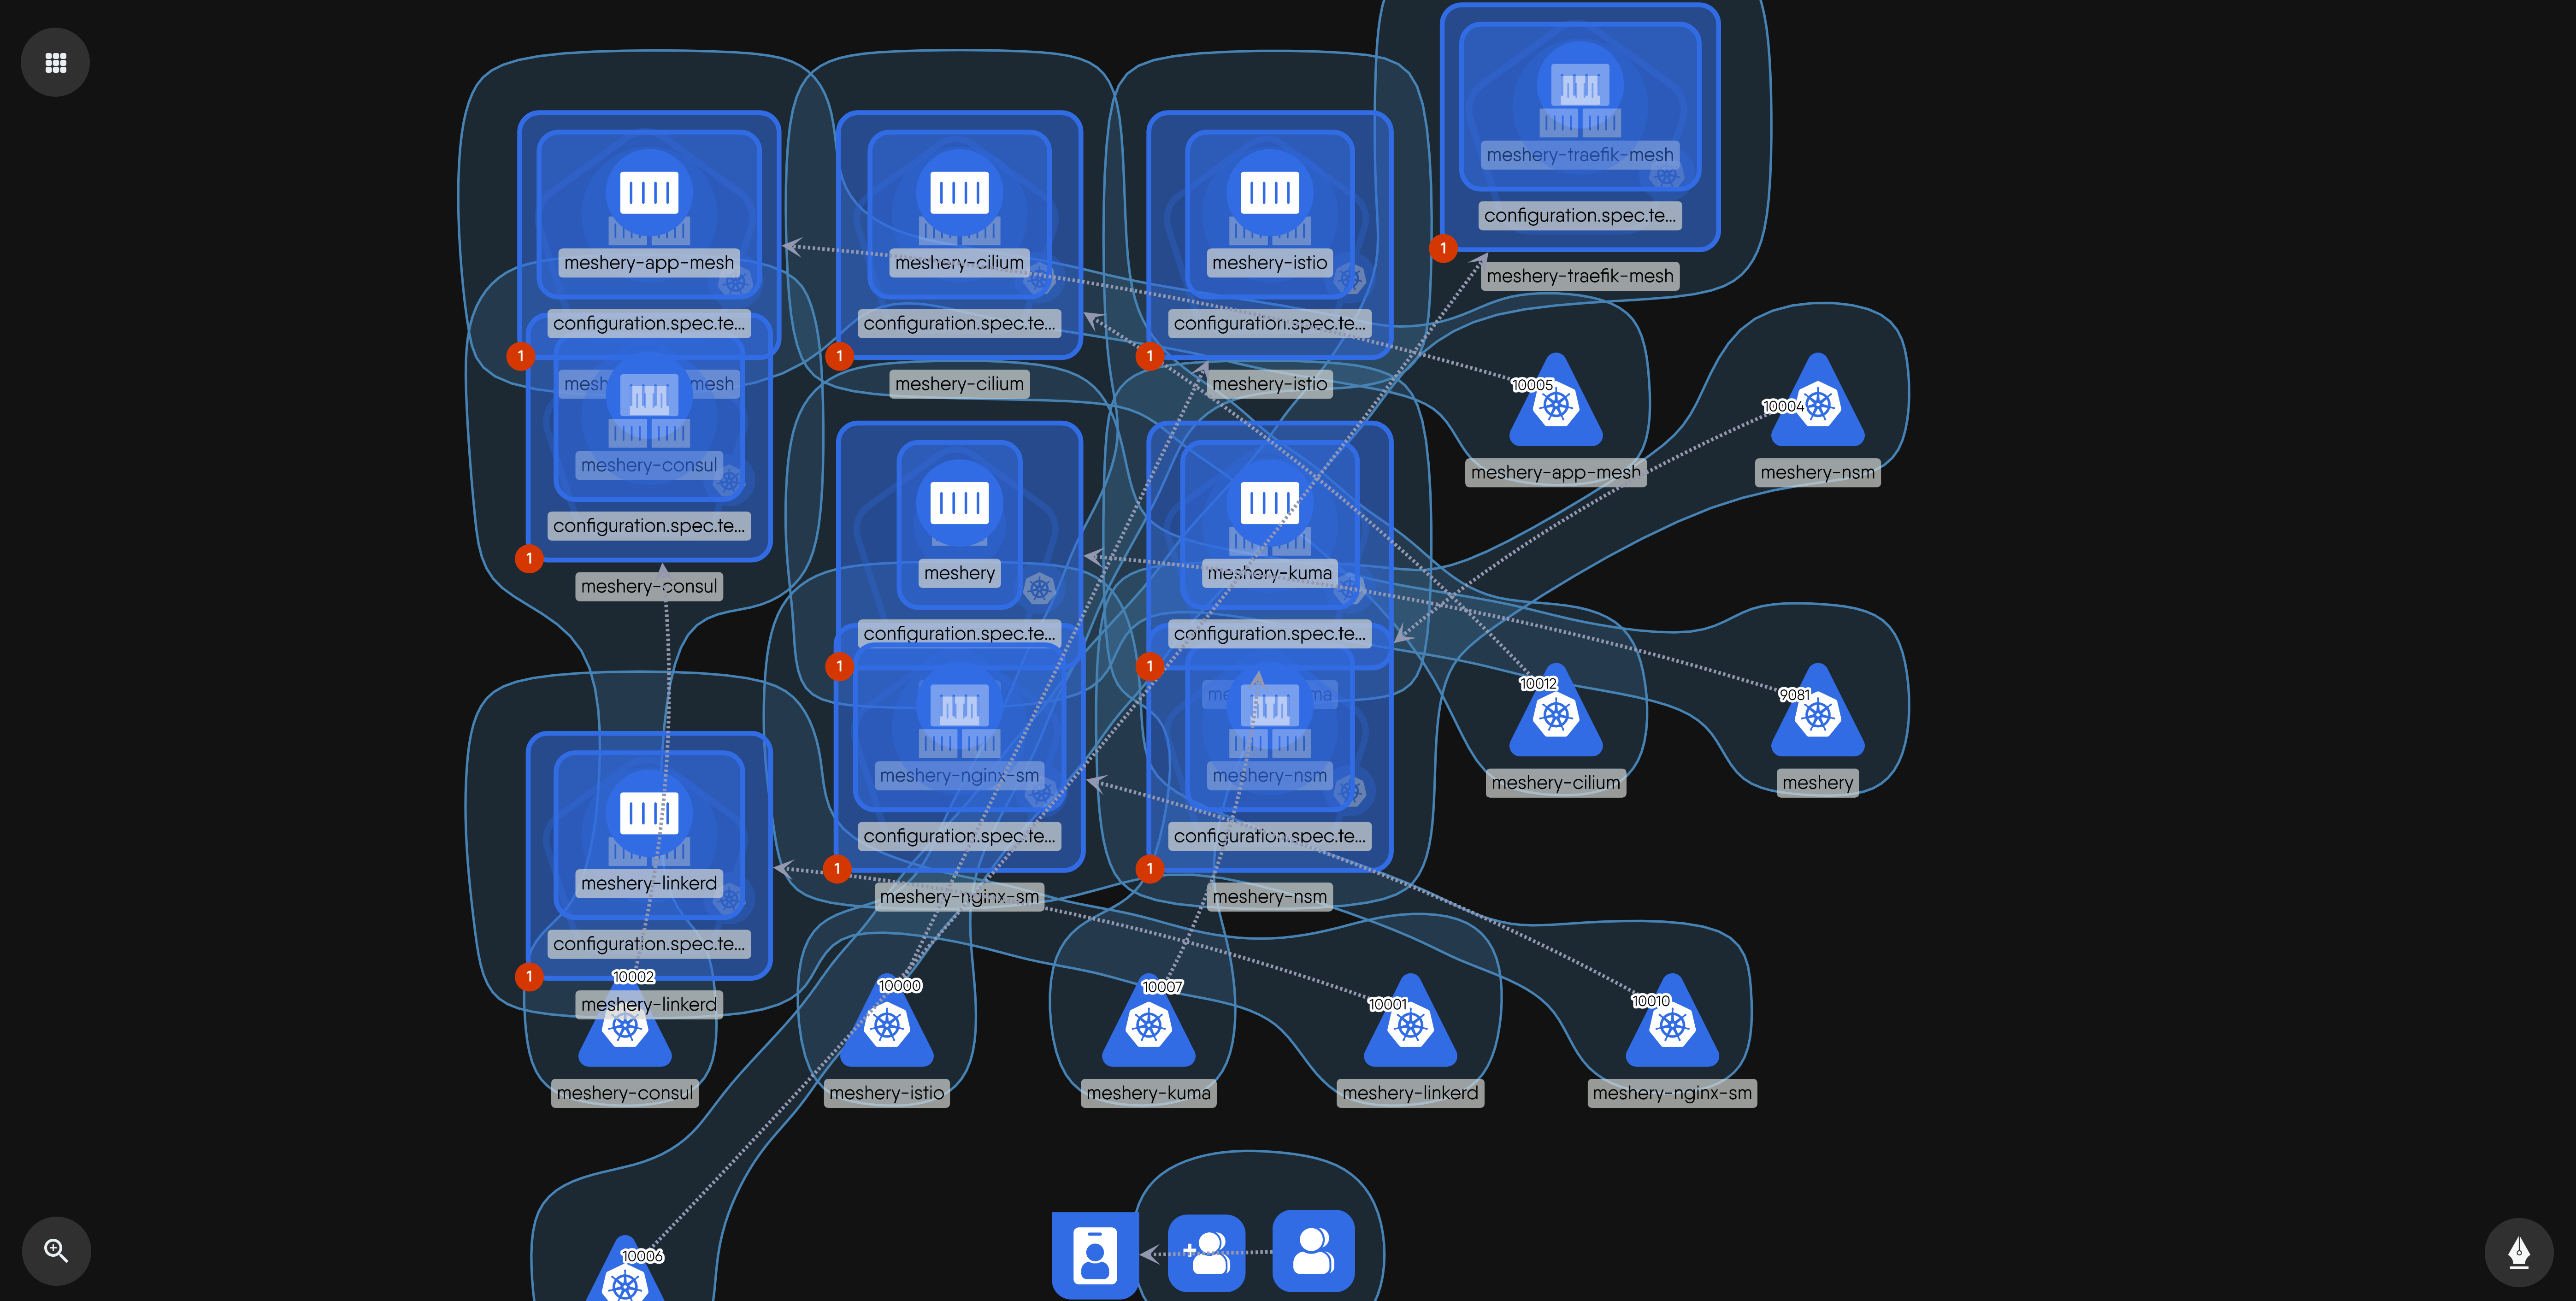 meshery-traefik-mesh
configuration.spec.te...
1
meshery-traefik-mesh
meshery-app-mesh
configuration.spec.te...
1
meshery-cilium
configuration.spec.te...
1
meshery-cilium
meshery-istio
configuration.spec.te...
1
meshery-istio
mesh mesh
meshery-consul
configuration.spec.te...
1
meshery-consul
10005
meshery-app-mesh
10004
meshery-nsm
meshery
configuration.spec.te...
1
meshery-kuma
configuration.spec.te...
1
meshery-nginx-sm
configuration.spec.te...
1
meshery-nginx-sm
me ma
meshery-nsm
configuration.spec.te...
1
meshery-nsm
10012
meshery-cilium
9081
meshery
meshery-linkerd
configuration.spec.te...
1
meshery-linkerd
10002
meshery-consul
10000
meshery-istio
10007
meshery-kuma
10001
meshery-linkerd
10010
meshery-nginx-sm
10006